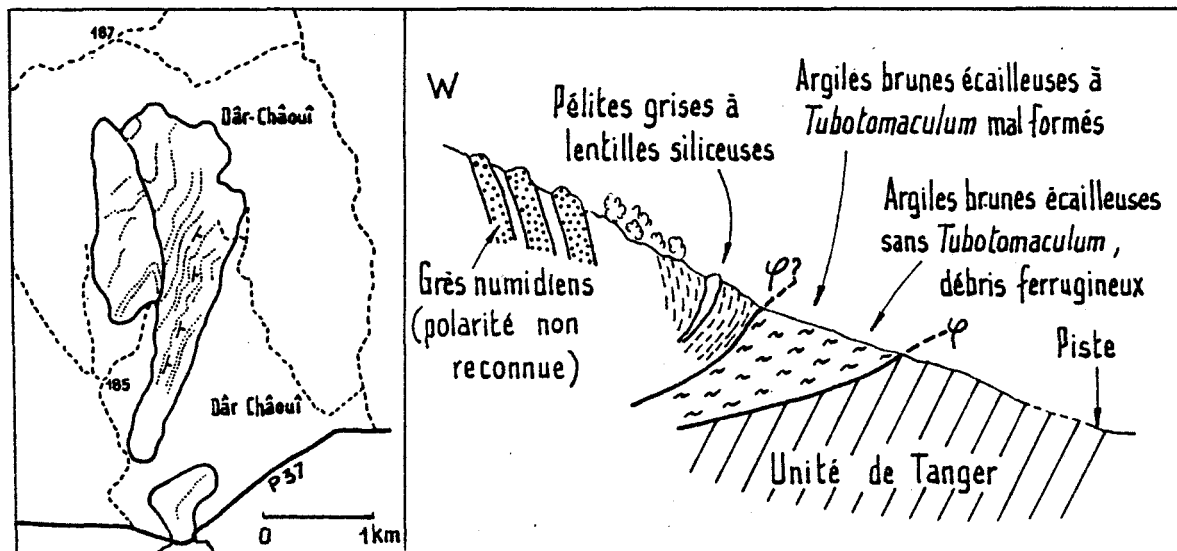 167
Dâr-Châouî
185
Dâr Châouî
P37
0 1km
W
Pélites grises à
lentilles siliceuses
Argiles brunes écailleuses à
Tubotomaculum mal formés
Argiles brunes écailleuses
sans Tubotomaculum,
débris ferrugineux
Grès numidiens
(polarité non
reconnue)
φ?
φ
Piste
Unité de Tanger